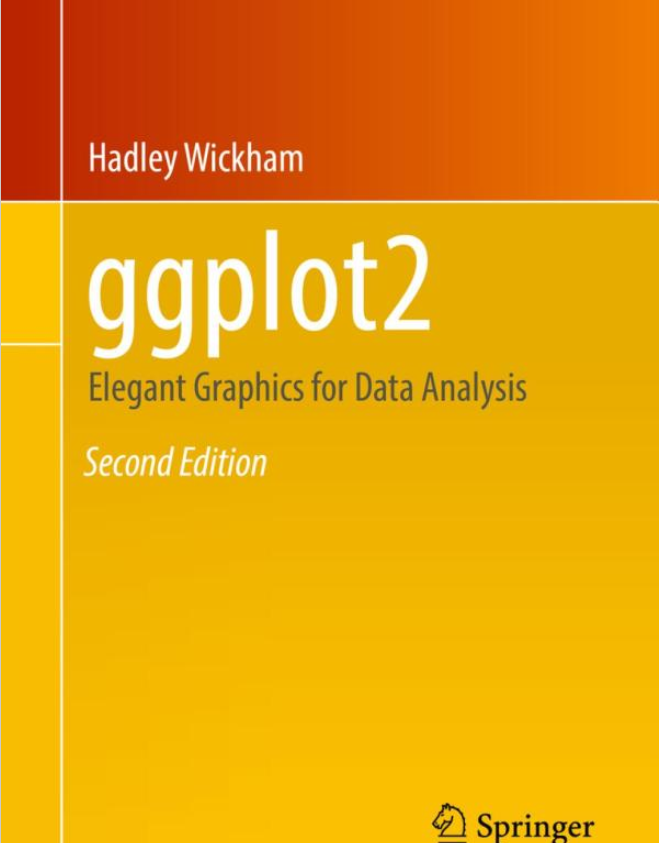 Hadley Wickham
ggplot2
Elegant Graphics for Data Analysis
Second Edition
Springer